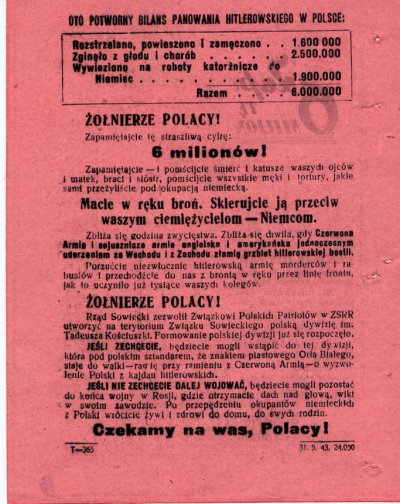 OTO POTWORNY BILANS PANOWANIA HITLEROWSKIEGO W POLSCE:
Rozstrzelano, powieszono i zamęczono . . 1.600 000
Zginęło z głodu i chorób . . . . . 2.500.000
Wywieziono na roboty katorżnicze do
Niemiec . . . . . . . . . 1.900.000
Razem . . 6.000.000
ŻOŁNIERZE POLACY!
Zapamiętajcie tę straszliwą cyfrę:
6 milionów!
Zapamiętajcie — i pomścijcie śmierć i katusze waszych ojców
i matek, braci i sióstr, pomścijcie wszystkie męki i tortury, jakie
sami przeżyliście pod okupacją niemiecką.
Macie w ręku broń. Skierujcie ją przeciw
waszym ciemiężycielom — Niemcom.
Zbliża się godzina zwycięstwa. Zbliża się chwila, gdy Czerwona
Armia i sojusznicze armie angielska i amerykańska jednoczesnym
uderzeniem ze Wschodu i z Zachodu złamią grzbiet hitlerowskiej bestii.
Porzućcie niezwłocznie hitlerowską armię morderców i ra-
busiów i przechodźcie do nas z bronią w ręku przez linię frontu,
jak to uczyniło już tysiące waszych kolegów.
ŻOŁNIERZE POLACY!
Rząd Sowiecki zezwolił Związkowi Polskich Patriotów w ZSRR
utworzyć na terytorium Związku Sowieckiego polską dywizję im.
Tadeusza Kościuszki. Formowanie polskiej dywizji już się rozpoczęło.
JEŚLI ZECHCECIE, będziecie mogli wstąpić do tej dywizji,
która pod polskim sztandarem, ze znakiem piastowego Orła Białego,
staje do walki — ramię przy ramieniu z Czerwoną Armią — o wyzwo-
lenie Polski z kajdan hitlerowskich.
JEŚLI NIE ZECHCECIE DALEJ WOJOWAĆ, będziecie mogli pozostać
do końca wojny w Rosji, gdzie otrzymacie dach nad głową, wikt
w swoim zawodzie. Po przepędzeniu okupantów niemieckich
z Polski wrócicie żywi i zdrowi do domu, do swych rodzin.
Czekamy na was, Polacy!
T—365
31. 5. 43. 24.000